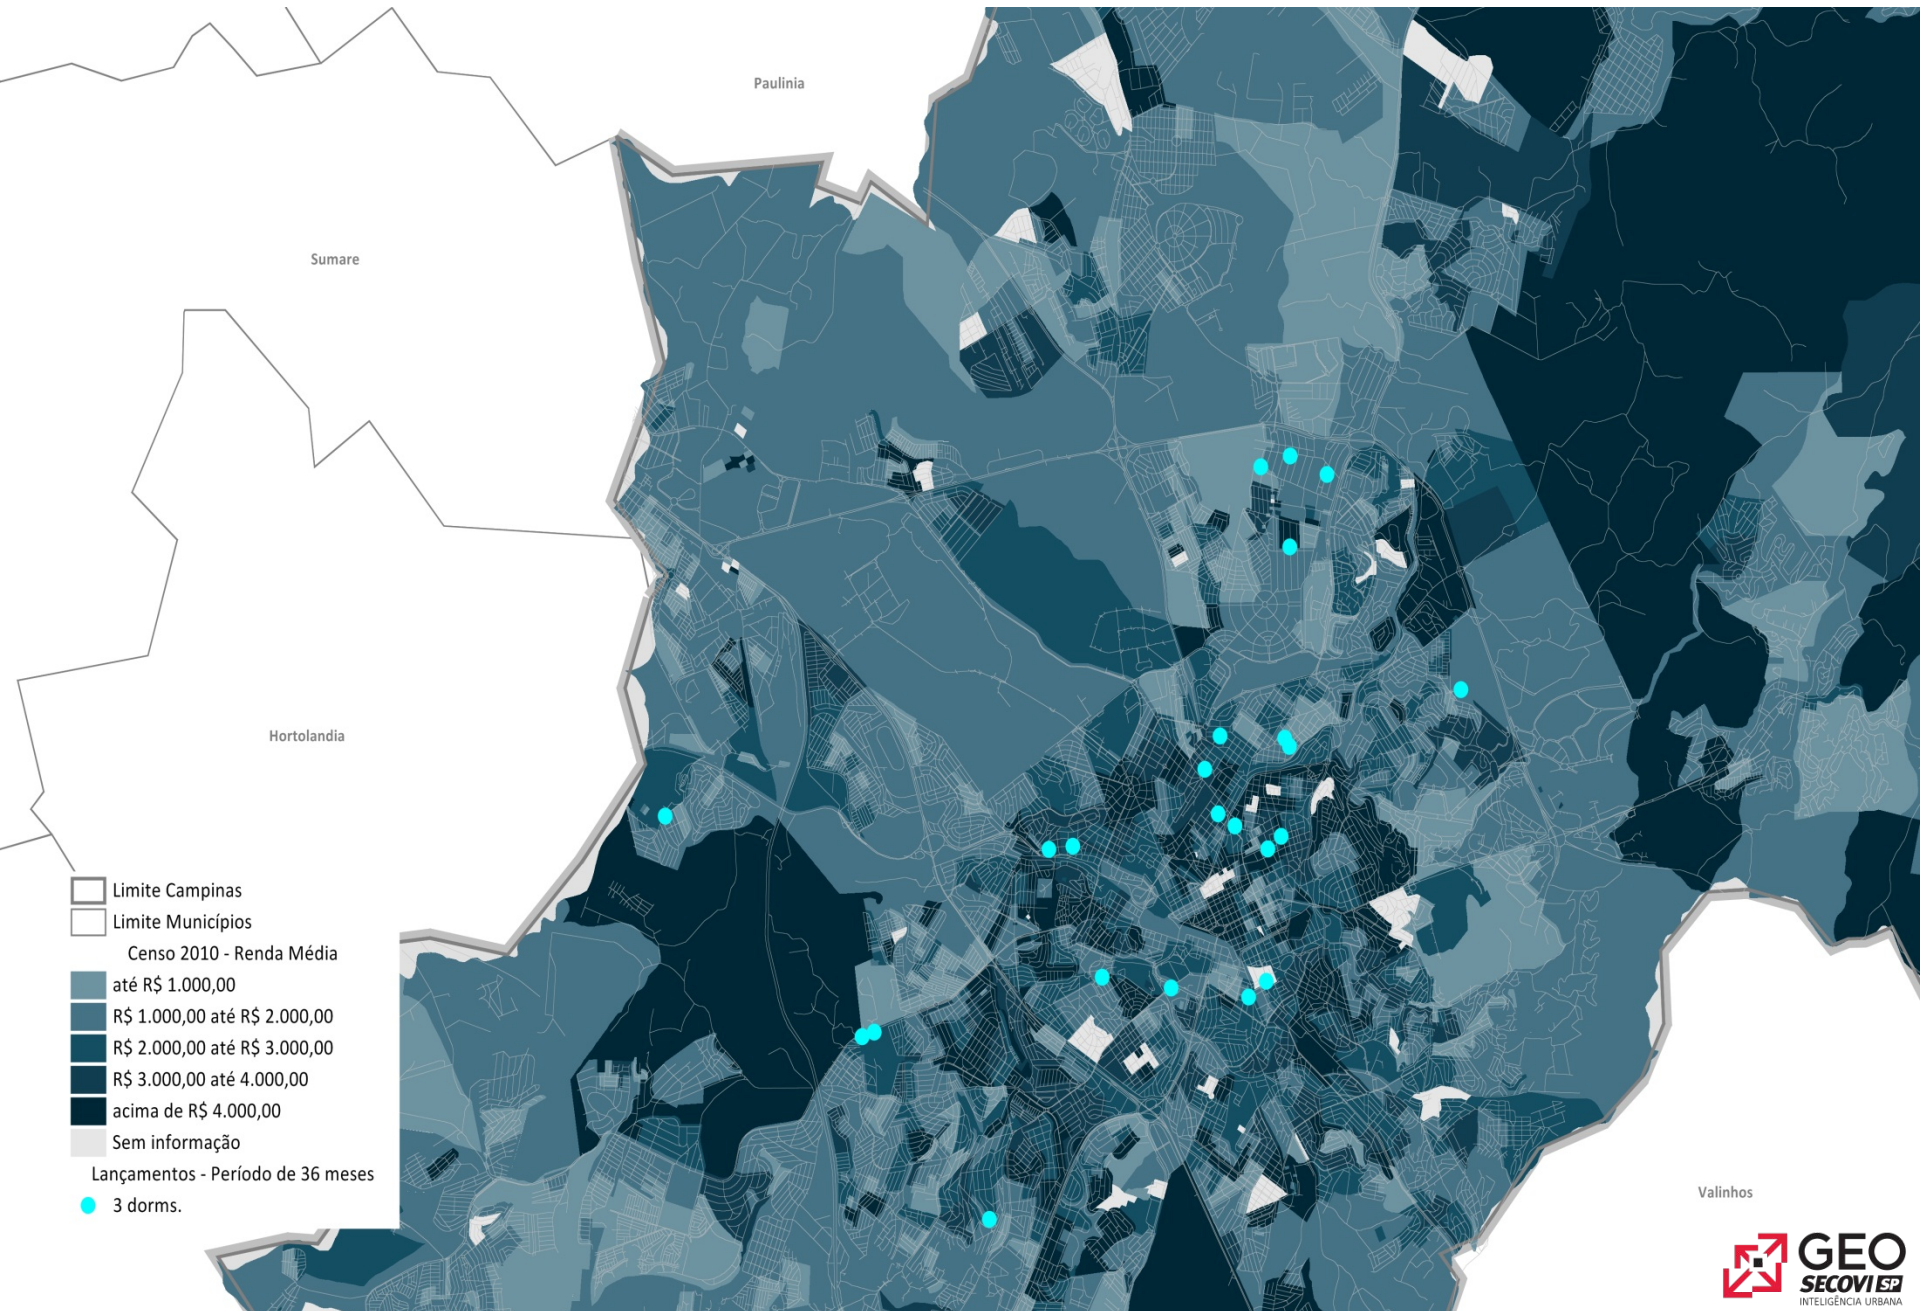 Paulinia
Sumare
Hortolandia
Limite Campinas
Limite Municípios
Censo 2010 - Renda Média
até R$ 1.000,00
R$ 1.000,00 até R$ 2.000,00
R$ 2.000,00 até R$ 3.000,00
R$ 3.000,00 até 4.000,00
acima de R$ 4.000,00
Sem informação
Lançamentos - Período de 36 meses
3 dorms.
Valinhos
GEO
SECOVI SP
INTELIGÊNCIA URBANA